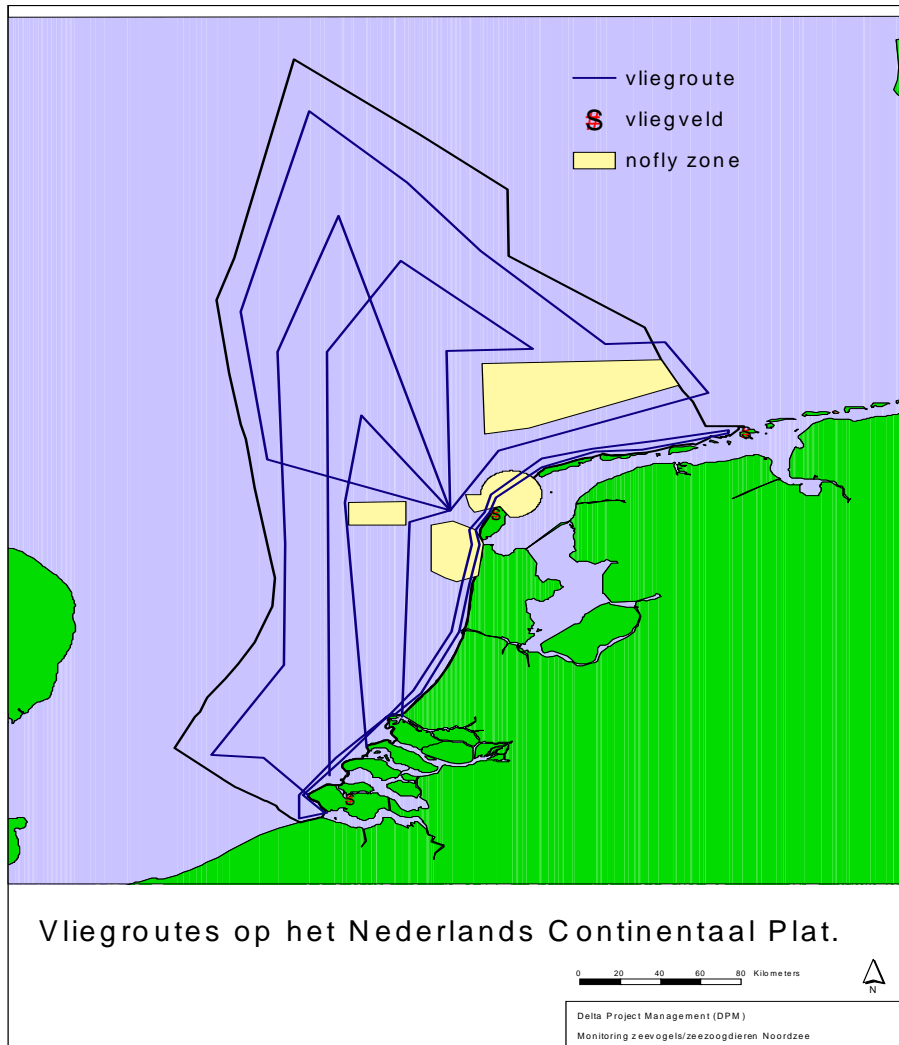 vliegroute
vliegveld
nofly zone
Vliegroutes op het Nederlands Continentaal Plat.
0 20 40 60 80 Kilometers
N
Delta Project Management (DPM)
Monitoring zeevogels/zeezoogdieren Noordzee